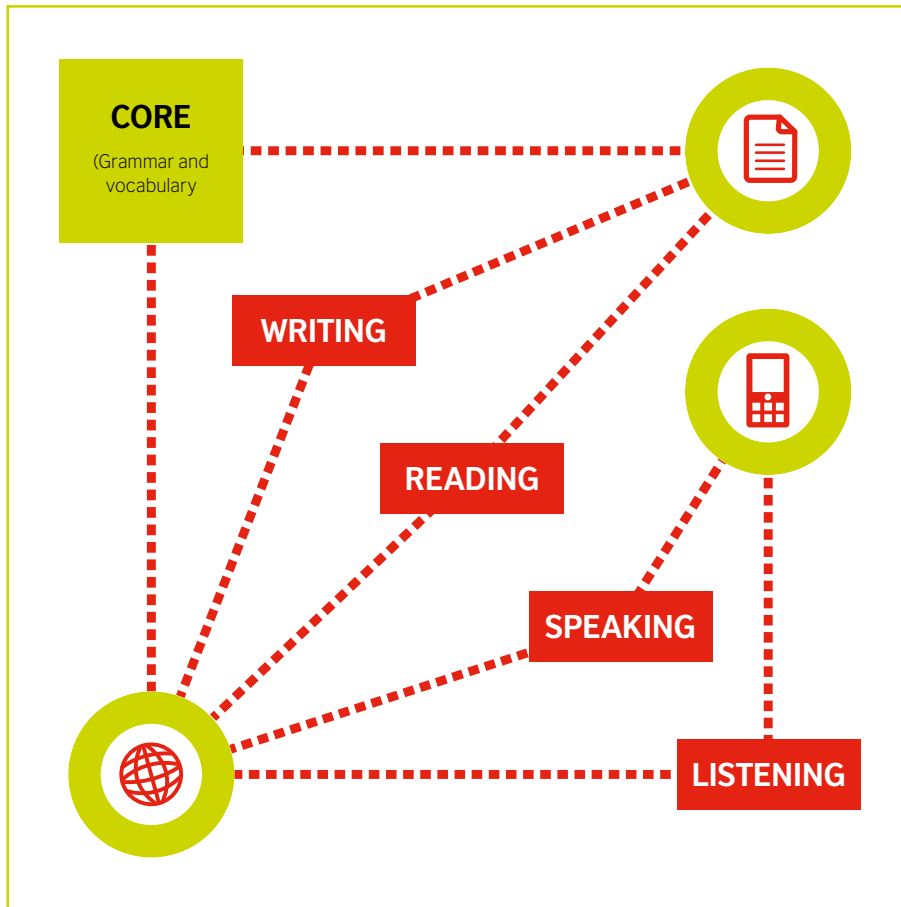 CORE
(Grammar and
vocabulary
WRITING
READING
SPEAKING
LISTENING